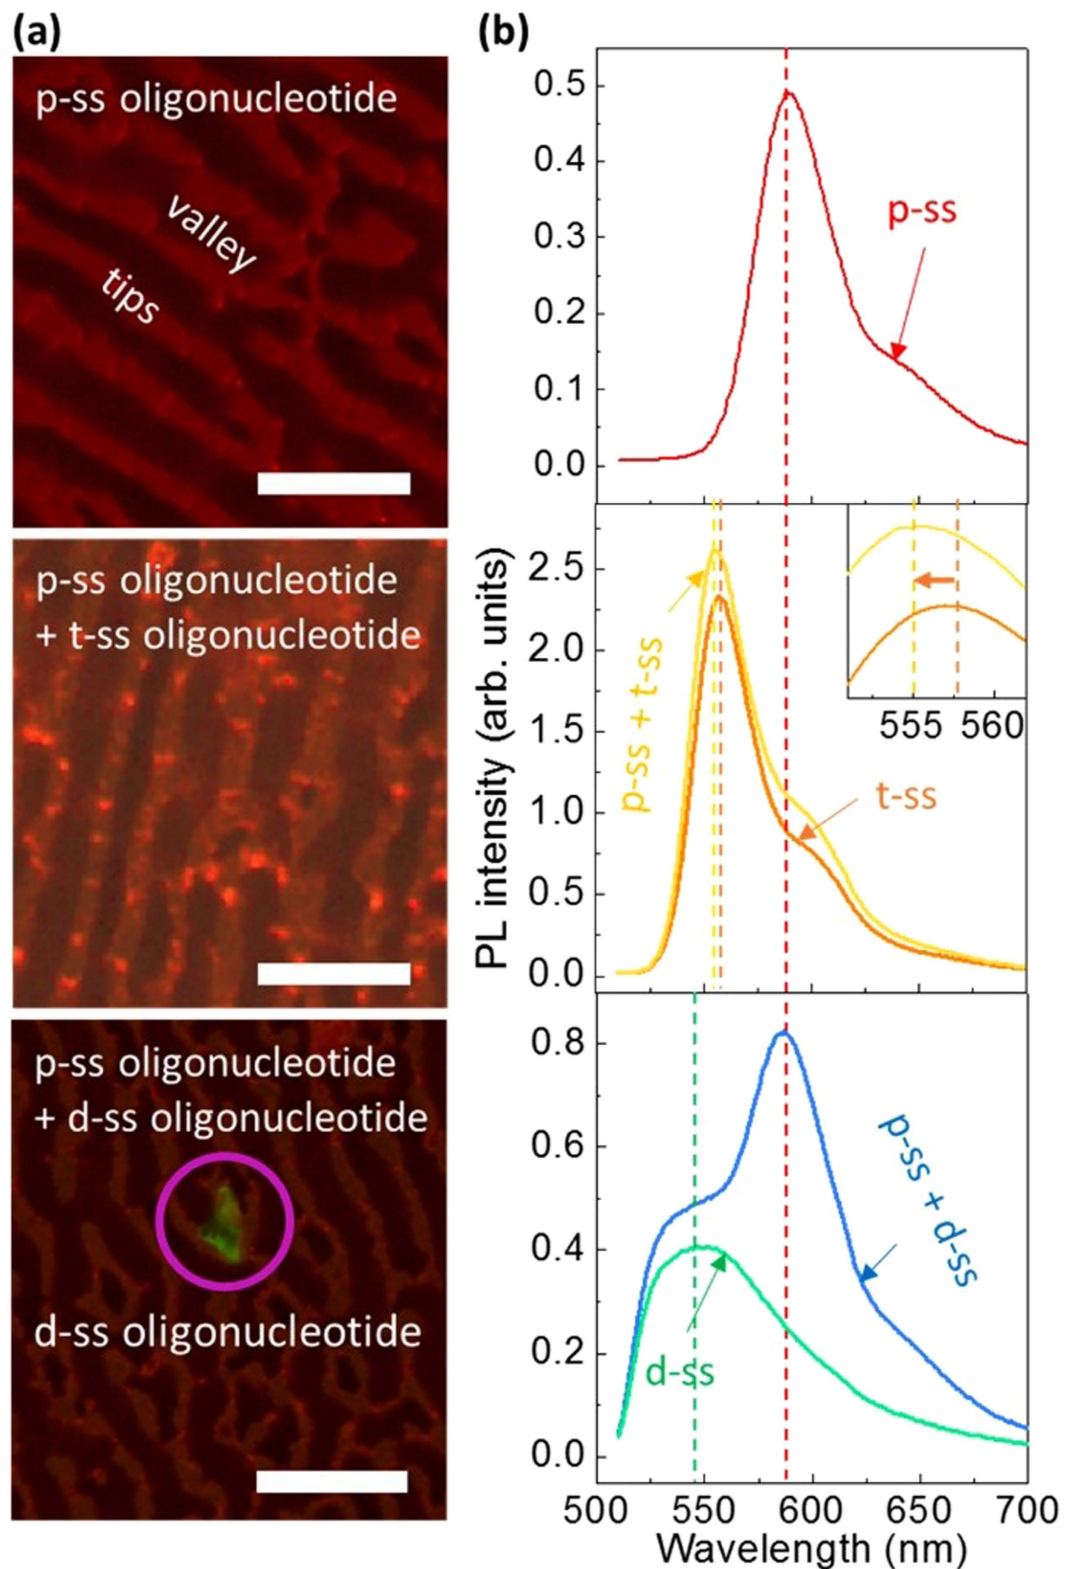 (a)
p-ss oligonucleotide
valley
tips
p-ss oligonucleotide
+ t-ss oligonucleotide
p-ss oligonucleotide
+ d-ss oligonucleotide
d-ss oligonucleotide
(b)
PL intensity (arb. units)
0.5
0.4
0.3
0.2
0.1
0.0
p-ss
2.5
2.0
1.5
1.0
0.5
0.0
p-ss + t-ss
t-ss
555 560
0.8
0.6
0.4
0.2
0.0
p-ss + d-ss
d-ss
500 550 600 650 700
Wavelength (nm)